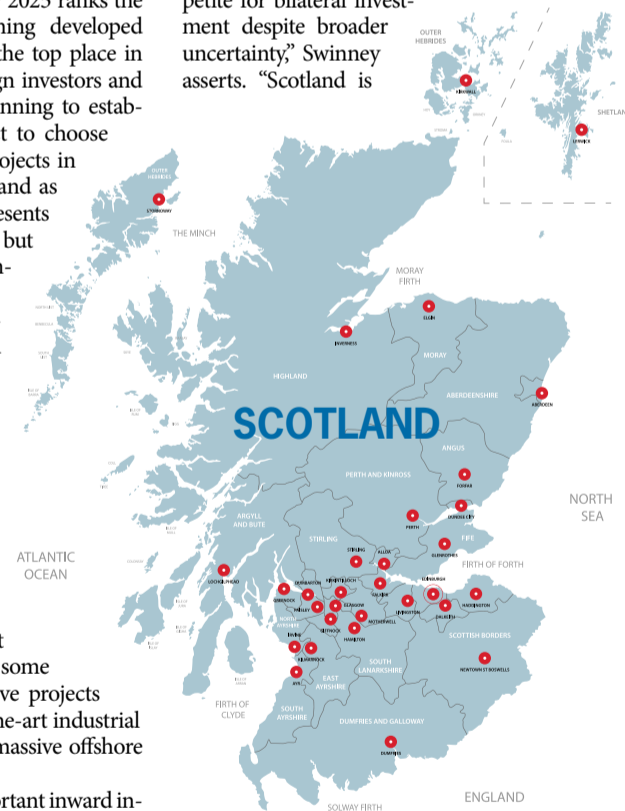 2025 ranks the
ning developed
the top place in
gn investors and
nning to estab-
t to choose
ojects in
and as
esents
but
n-
t
some
ve projects
ne-art industrial
massive offshore
ortant inward in-
petite for bilateral invest-
ment despite broader
uncertainty,” Swinney
asserts. “Scotland is
OUTER
HEBRIDES
KIRKWALL
SHETLAN
LERWICK
OUTER
HEBRIDES
STORNOWAY
THE MINCH
MORAY
FIRTH
ELGIN
INVERNESS
MORAY
HIGHLAND
ABERDEENSHIRE
ABERDEEN
SCOTLAND
ANGUS
PERTH AND KINROSS
FORFAR
NORTH
SEA
DUNDEE CITY
PERTH
ARGYLL
AND BUTE
STIRLING
FIFE
GLENROTHES
STIRLING
ALLOA
FIRTH OF FORTH
ATLANTIC
OCEAN
LOCHGILPHEAD
DUMBARTON
KIRKINTILLOCH
FALKIRK
EDINBURGH
GREENOCK
PAISLEY
GLASGOW
LIVINGSTON
DALKEITH
HADDINGTON
NORTH
AYRSHIRE
GIFFNOCK
MOTHERWELL
HAMILTON
IRVINE
KILMARNOCK
SCOTTISH BORDERS
NEWTOWN ST BOSWELLS
SOUTH
LANARKSHIRE
AYR
EAST
AYRSHIRE
FIRTH OF
CLYDE
SOUTH
AYRSHIRE
DUMFRIES AND GALLOWAY
DUMFRIES
ENGLAND
SOLWAY FIRTH